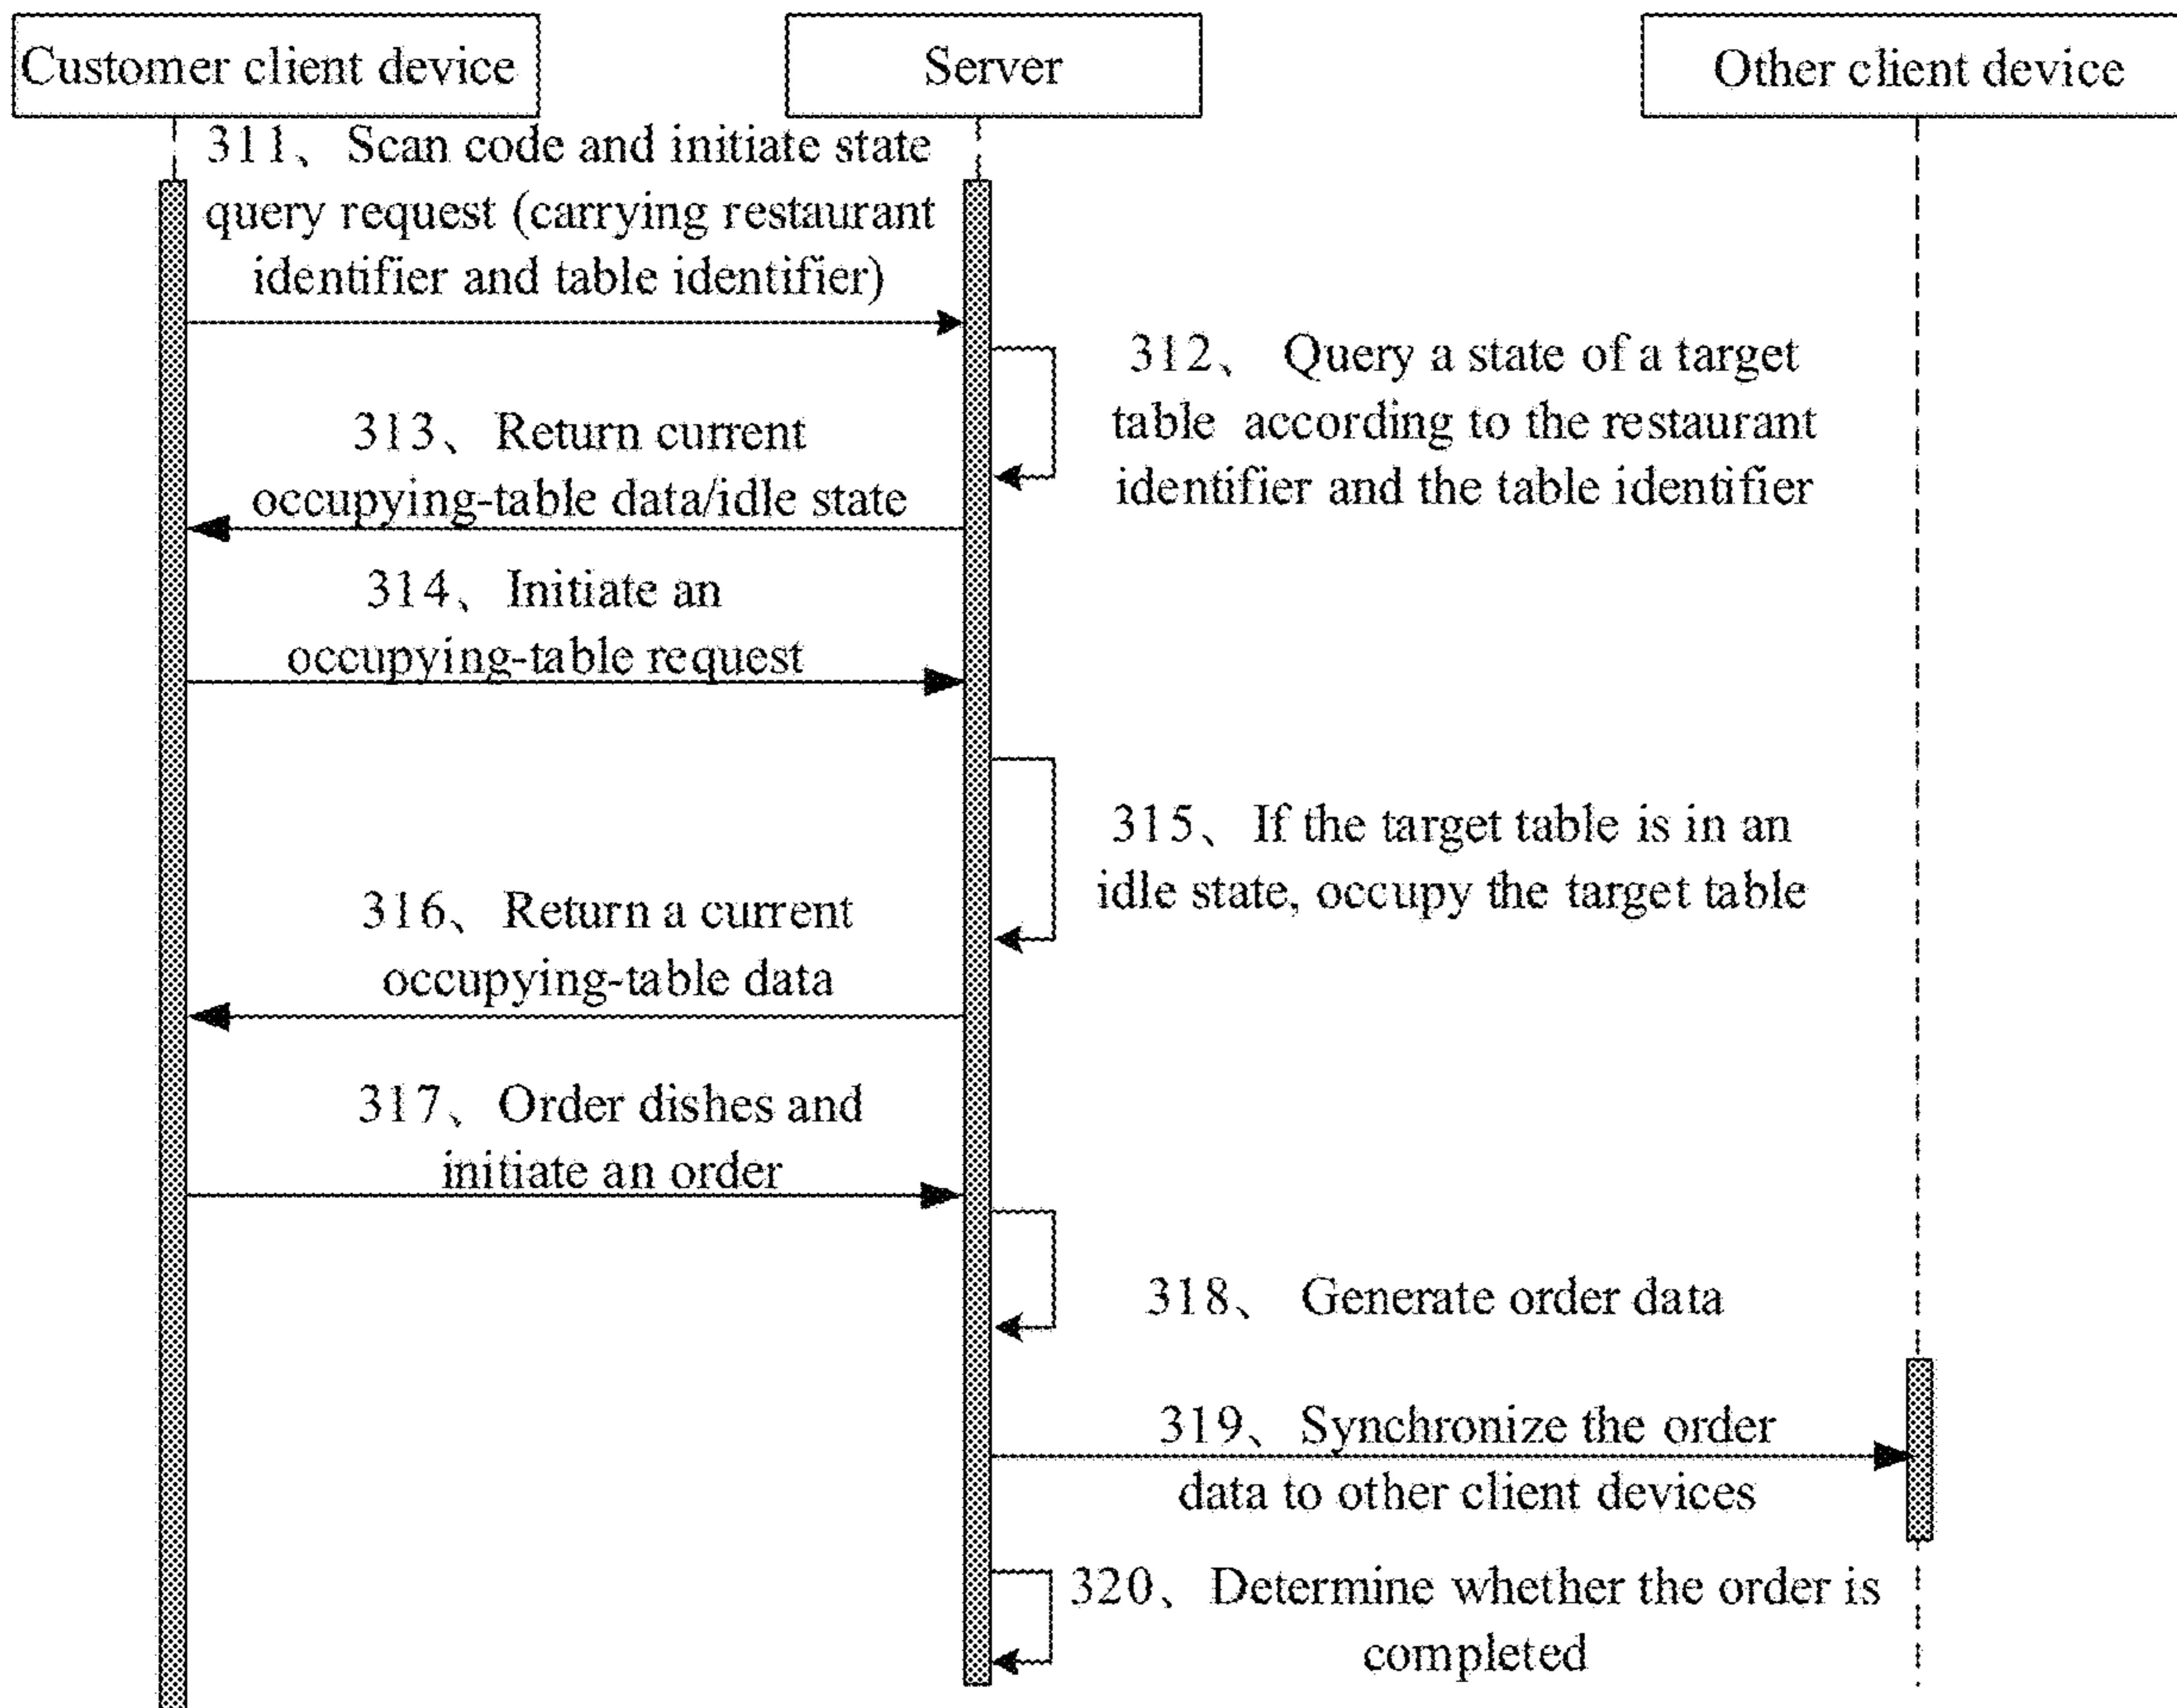 Customer client device
Server
Other client device
311、Scan code and initiate state
query request (carrying restaurant
identifier and table identifier)
312、 Query a state of a target
table according to the restaurant
identifier and the table identifier
313、Return current
occupying-table data/idle state
314、Initiate an
occupying-table request
315、If the target table is in an
idle state, occupy the target table
316、Return a current
occupying-table data
317、Order dishes and
initiate an order
318、 Generate order data
319、Synchronize the order
data to other client devices
320、Determine whether the order is
completed